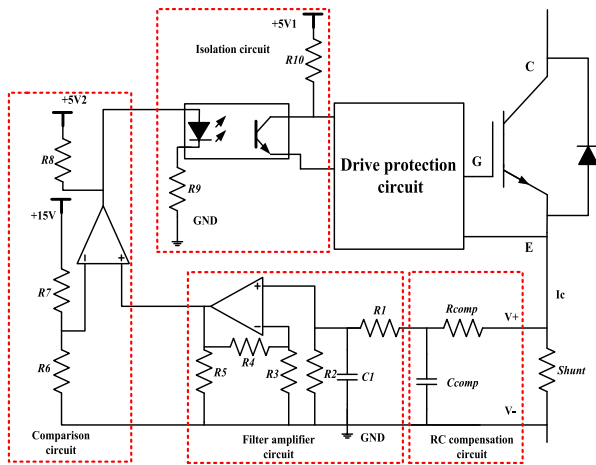 +5V1
Isolation circuit
R10
C
+5V2
R8
R9
GND
Drive protection
circuit
G
E
+15V
R7
R6
Ic
R1
Rcomp
V+
R5
R4
R3
R2
C1
Ccomp
Shunt
V-
GND
Comparison
circuit
Filter amplifier
circuit
RC compensation
circuit